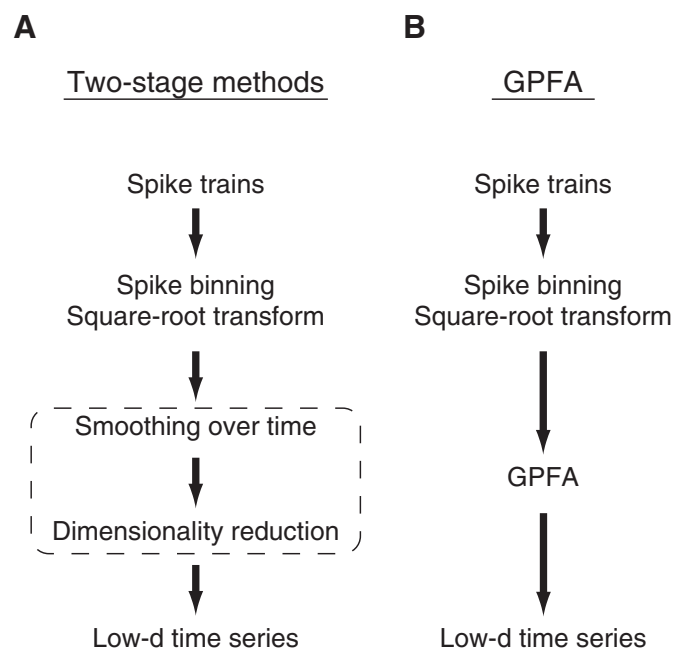 A
Two-stage methods
Spike trains
Spike binning
Square-root transform
Smoothing over time
Dimensionality reduction
Low-d time series
B
GPFA
Spike trains
Spike binning
Square-root transform
GPFA
Low-d time series